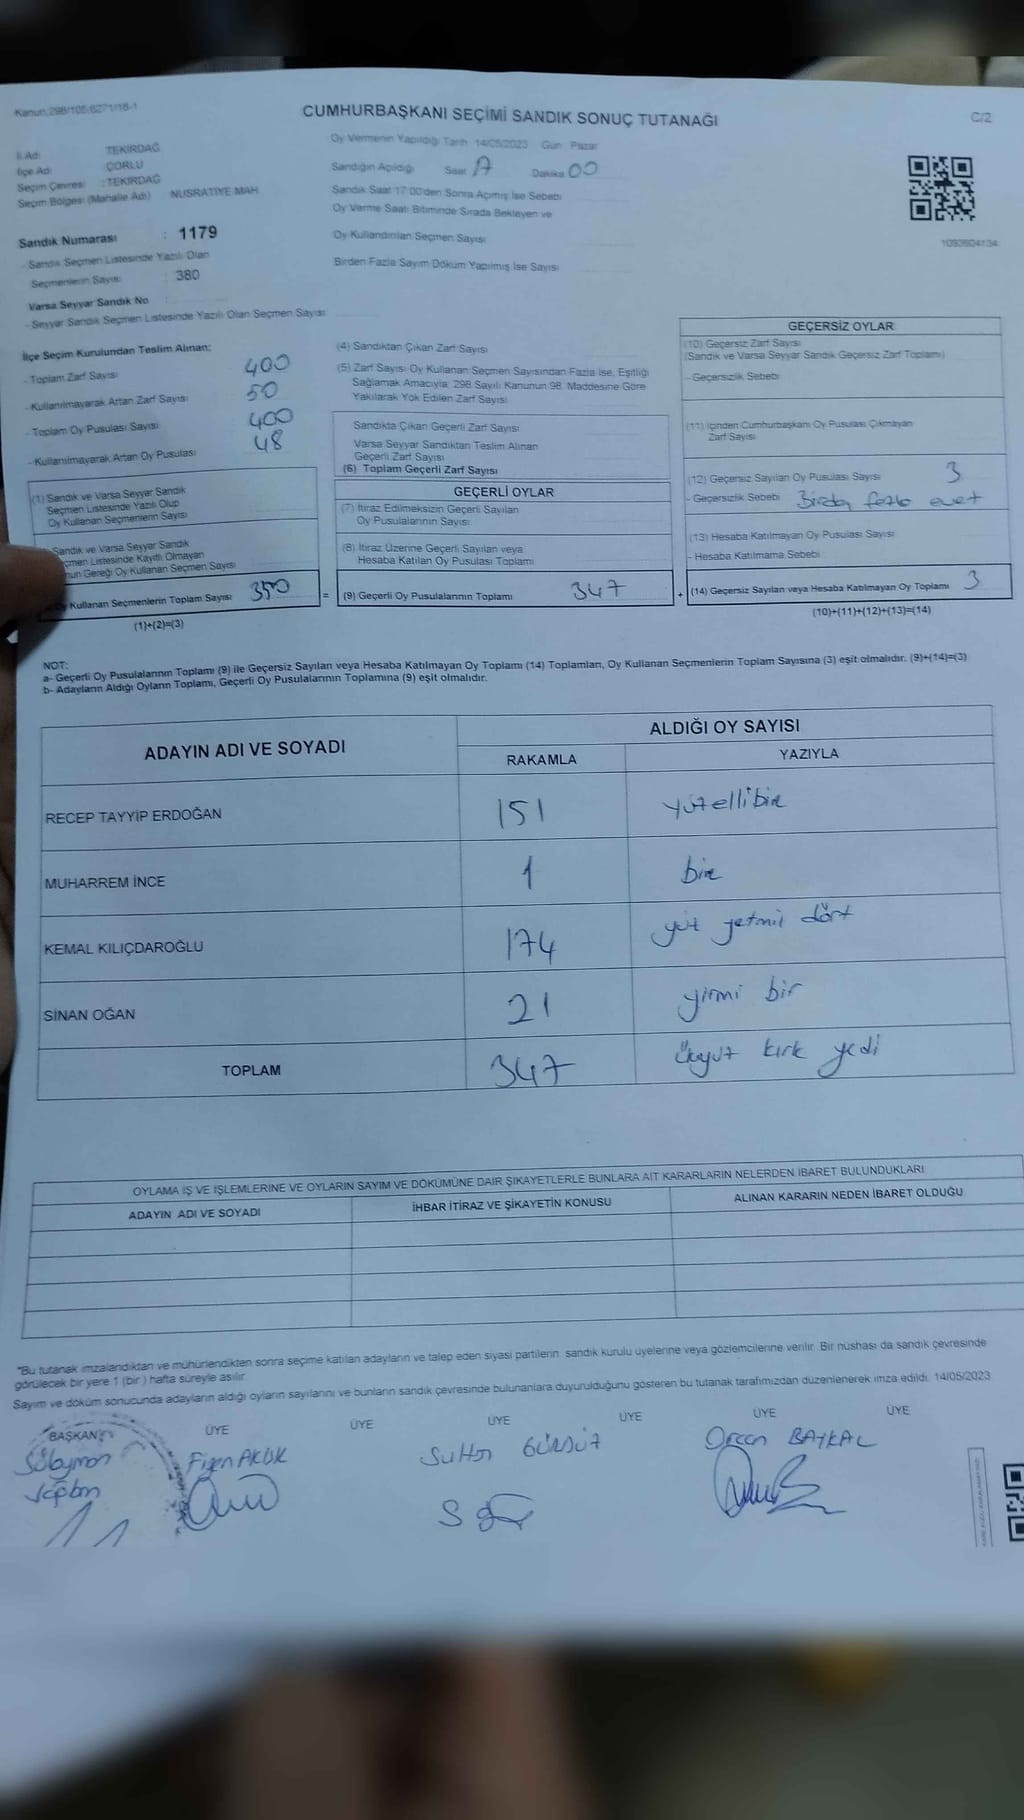 Kanun:298/105;6271/18-1
CUMHURBAŞKANI SEÇİMİ SANDIK SONUÇ TUTANAĞI
C/2
İl Adı : TEKİRDAĞ
İlçe Adı : ÇORLU
Seçim Çevresi : TEKİRDAĞ
Seçim Bölgesi (Mahalle Adı) : NUSRATİYE MAH.
Sandık Numarası : 1179
- Sandık Seçmen Listesinde Yazılı Olan
Seçmenlerin Sayısı : 380
Varsa Seyyar Sandık No :
- Seyyar Sandık Seçmen Listesinde Yazılı Olan Seçmen Sayısı:
Oy Vermenin Yapıldığı Tarih 14/05/2023 Gün Pazar
Sandığın Açıldığı Saat Dakika 00
Sandık Saat 17:00'den Sonra Açılmış İse Sebebi
Oy Verme Saati Bitiminde Sırada Bekleyen ve
Oy Kullandırılan Seçmen Sayısı
Birden Fazla Sayım Döküm Yapılmış İse Sayısı
1093604134
İlçe Seçim Kurulundan Teslim Alınan:
- Toplam Zarf Sayısı 400
- Kullanılmayarak Artan Zarf Sayısı 50
- Toplam Oy Pusulası Sayısı 400
- Kullanılmayarak Artan Oy Pusulası 48
(1) Sandık ve Varsa Seyyar Sandık
Seçmen Listesinde Yazılı Olup
Oy Kullanan Seçmenlerin Sayısı
Sandık ve Varsa Seyyar Sandık
çmen Listesinde Kayıtlı Olmayan
nun Gereği Oy Kullanan Seçmen Sayısı
Oy Kullanan Seçmenlerin Toplam Sayısı 350
(1)+(2)=(3)
=
(4) Sandıktan Çıkan Zarf Sayısı
(5) Zarf Sayısı Oy Kullanan Seçmen Sayısından Fazla İse, Eşitliği
Sağlamak Amacıyla, 298 Sayılı Kanunun 98. Maddesine Göre
Yakılarak Yok Edilen Zarf Sayısı
Sandıkta Çıkan Geçerli Zarf Sayısı
Varsa Seyyar Sandıktan Teslim Alınan
Geçerli Zarf Sayısı
(6) Toplam Geçerli Zarf Sayısı
GEÇERLİ OYLAR
(7) İtiraz Edilmeksizin Geçerli Sayılan
Oy Pusulalarının Sayısı
(8) İtiraz Üzerine Geçerli Sayılan veya
Hesaba Katılan Oy Pusulası Toplamı
(9) Geçerli Oy Pusulalarının Toplamı 347
+
GEÇERSİZ OYLAR
(10) Geçersiz Zarf Sayısı
(Sandık ve Varsa Seyyar Sandık Geçersiz Zarf Toplamı)
- Geçersizlik Sebebi
(11) İçinden Cumhurbaşkanı Oy Pusulası Çıkmayan
Zarf Sayısı
(12) Geçersiz Sayılan Oy Pusulası Sayısı 3
- Geçersizlik Sebebi Birden fazla evet
(13) Hesaba Katılmayan Oy Pusulası Sayısı
- Hesaba Katılmama Sebebi
(14) Geçersiz Sayılan veya Hesaba Katılmayan Oy Toplamı 3
(10)+(11)+(12)+(13)=(14)
NOT:
a- Geçerli Oy Pusulalarının Toplamı (9) ile Geçersiz Sayılan veya Hesaba Katılmayan Oy Toplamı (14) Toplamları, Oy Kullanan Seçmenlerin Toplam Sayısına (3) eşit olmalıdır. (9)+(14)=(3)
b- Adayların Aldığı Oyların Toplamı, Geçerli Oy Pusulalarının Toplamına (9) eşit olmalıdır.
ADAYIN ADI VE SOYADI
ALDIĞI OY SAYISI
RAKAMLA YAZIYLA
RECEP TAYYİP ERDOĞAN 151 yüzellibir
MUHARREM İNCE 1 bir
KEMAL KILIÇDAROĞLU 174 yüz yetmiş dört
SİNAN OĞAN 21 yirmi bir
TOPLAM 347 üçyüz kırk yedi
OYLAMA İŞ VE İŞLEMLERİNE VE OYLARIN SAYIM VE DÖKÜMÜNE DAİR ŞİKAYETLERLE BUNLARA AİT KARARLARIN NELERDEN İBARET BULUNDUKLARI
ADAYIN ADI VE SOYADI İHBAR İTİRAZ VE ŞİKAYETİN KONUSU ALINAN KARARIN NEDEN İBARET OLDUĞU
"Bu tutanak imzalandıktan ve mühürlendikten sonra seçime katılan adayların ve talep eden siyasi partilerin sandık kurulu üyelerine veya gözlemcilerine verilir. Bir nüshası da sandık çevresinde
görülecek bir yere 1 (bir) hafta süreyle asılır.
Sayım ve döküm sonucunda adayların aldığı oyların sayılarını ve bunların sandık çevresinde bulunanlara duyurulduğunu gösteren bu tutanak tarafımızdan düzenlenerek imza edildi. 14/05/2023
BAŞKAN ÜYE ÜYE ÜYE ÜYE ÜYE ÜYE
Süleyman
Figen
Sultan GÜNDÜZ
BAYKAL